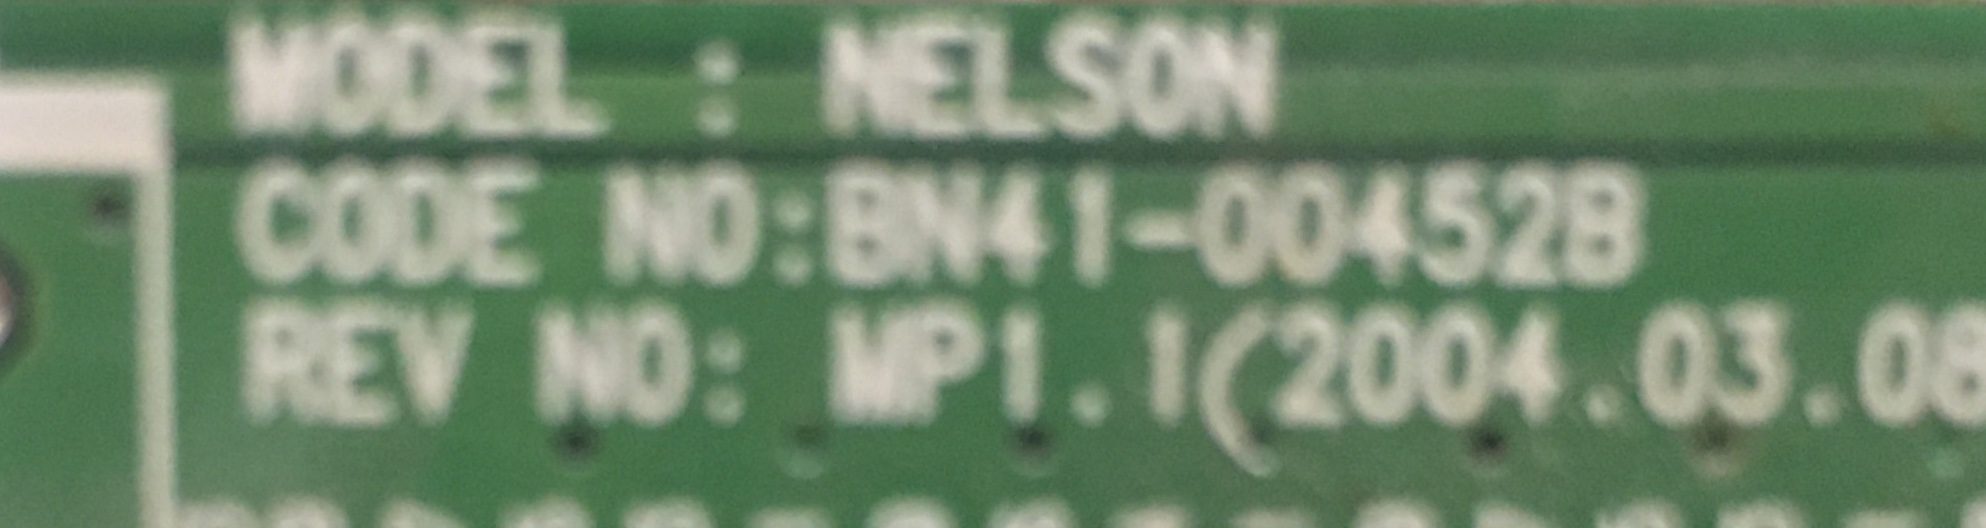 MODEL : NELSON
CODE NO:BN41-00452B
REV NO: MP1.1(2004.03.08